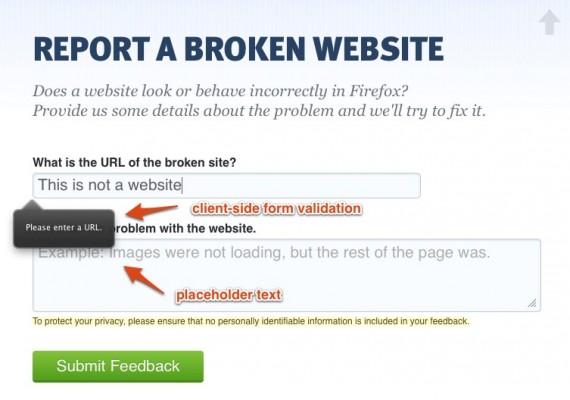 REPORT A BROKEN WEBSITE
Does a website look or behave incorrectly in Firefox?
Provide us some details about the problem and we'll try to fix it.
What is the URL of the broken site?
This is not a website
client-side form validation
Please enter a URL.
problem with the website.
Example: Images were not loading, but the rest of the page was.
placeholder text
To protect your privacy, please ensure that no personally identifiable information is included in your feedback.
Submit Feedback